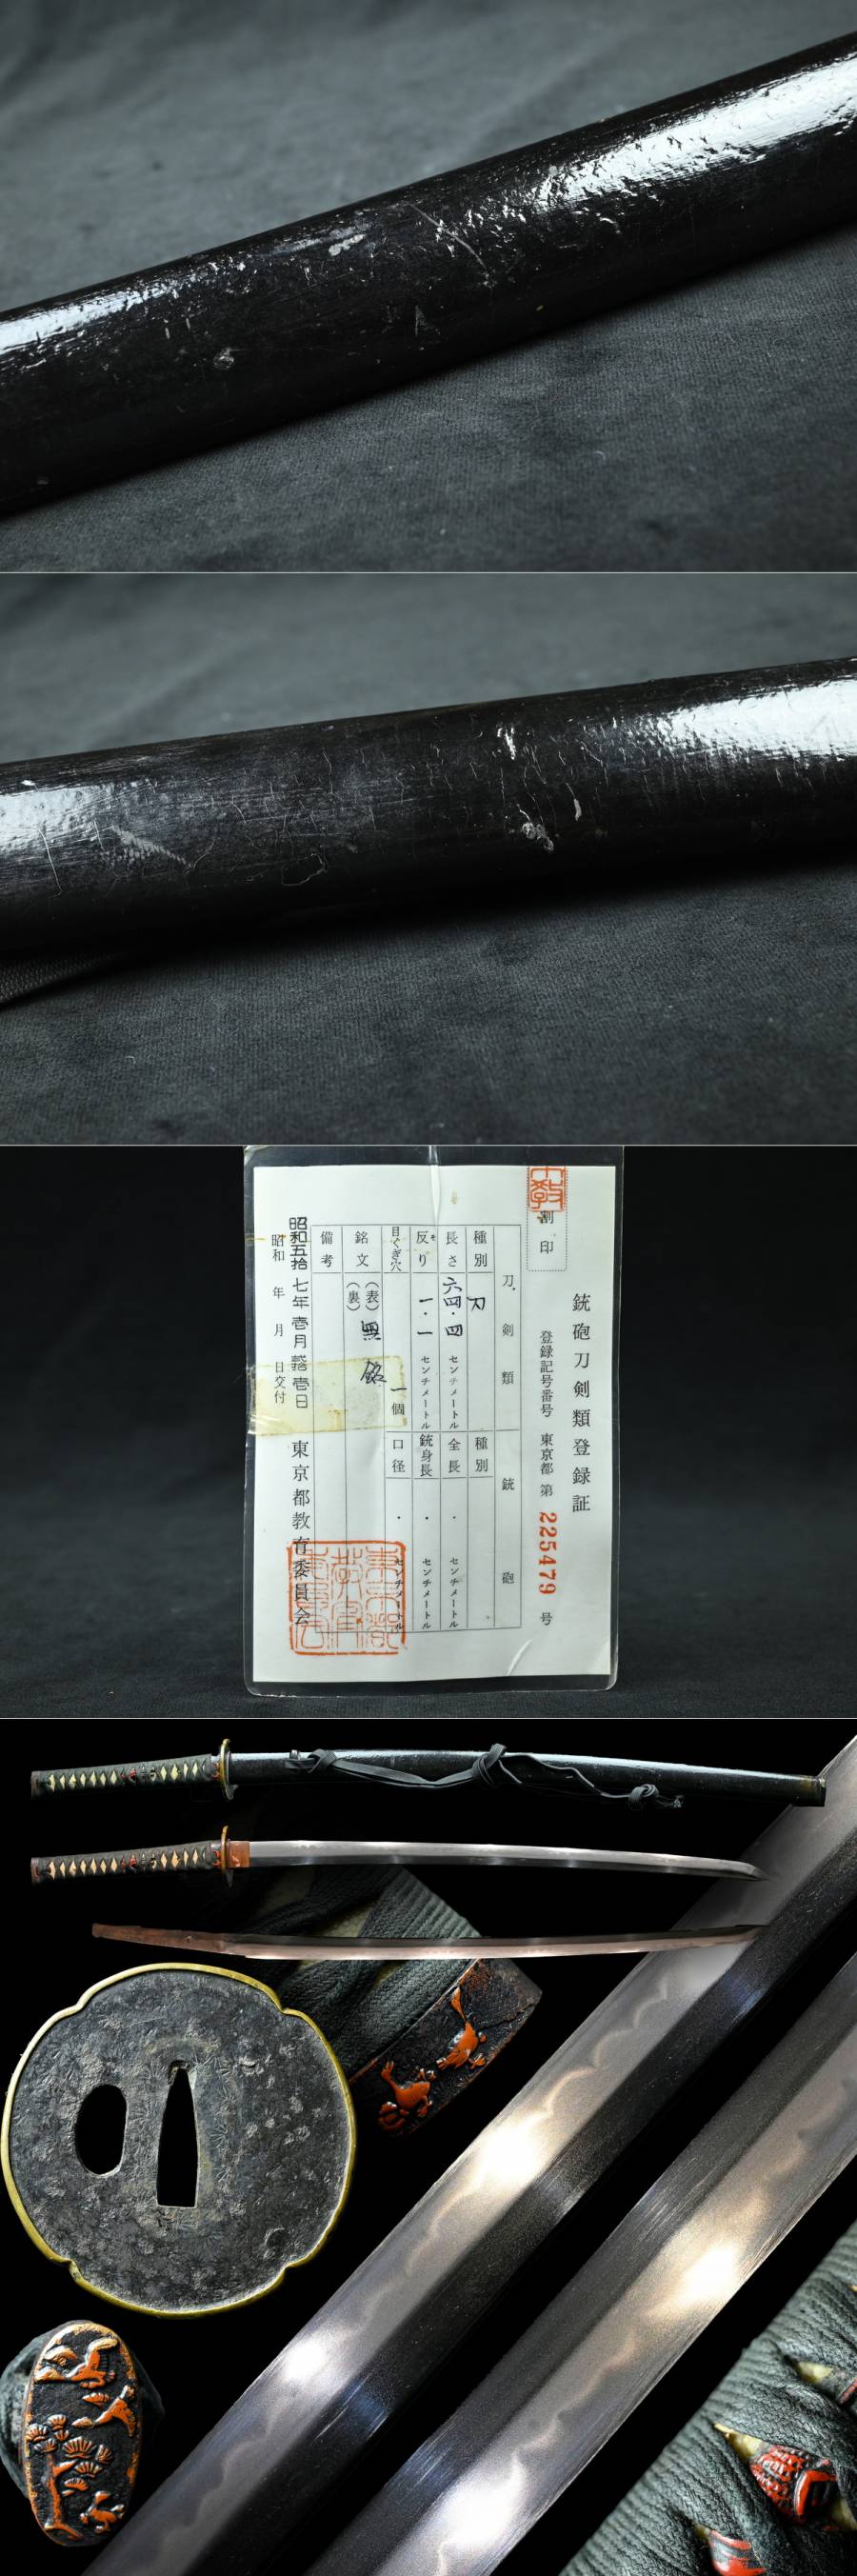 銃砲刀剣類登録証
割印
登録記号番号 東京都 第 225479 号
刀剣類
銃砲
種別 刀
種別
長さ 六四・四 センチメートル
全長 ・ センチメートル
反り 一・一 センチメートル
銃身長 ・ センチメートル
目くぎ穴 一個
口径 ・ センチメートル
銘文 (表) 無銘
(裏)
備考
昭和五拾七年壱月拾壱日 東京都教育委員会
昭和 年 月 日交付